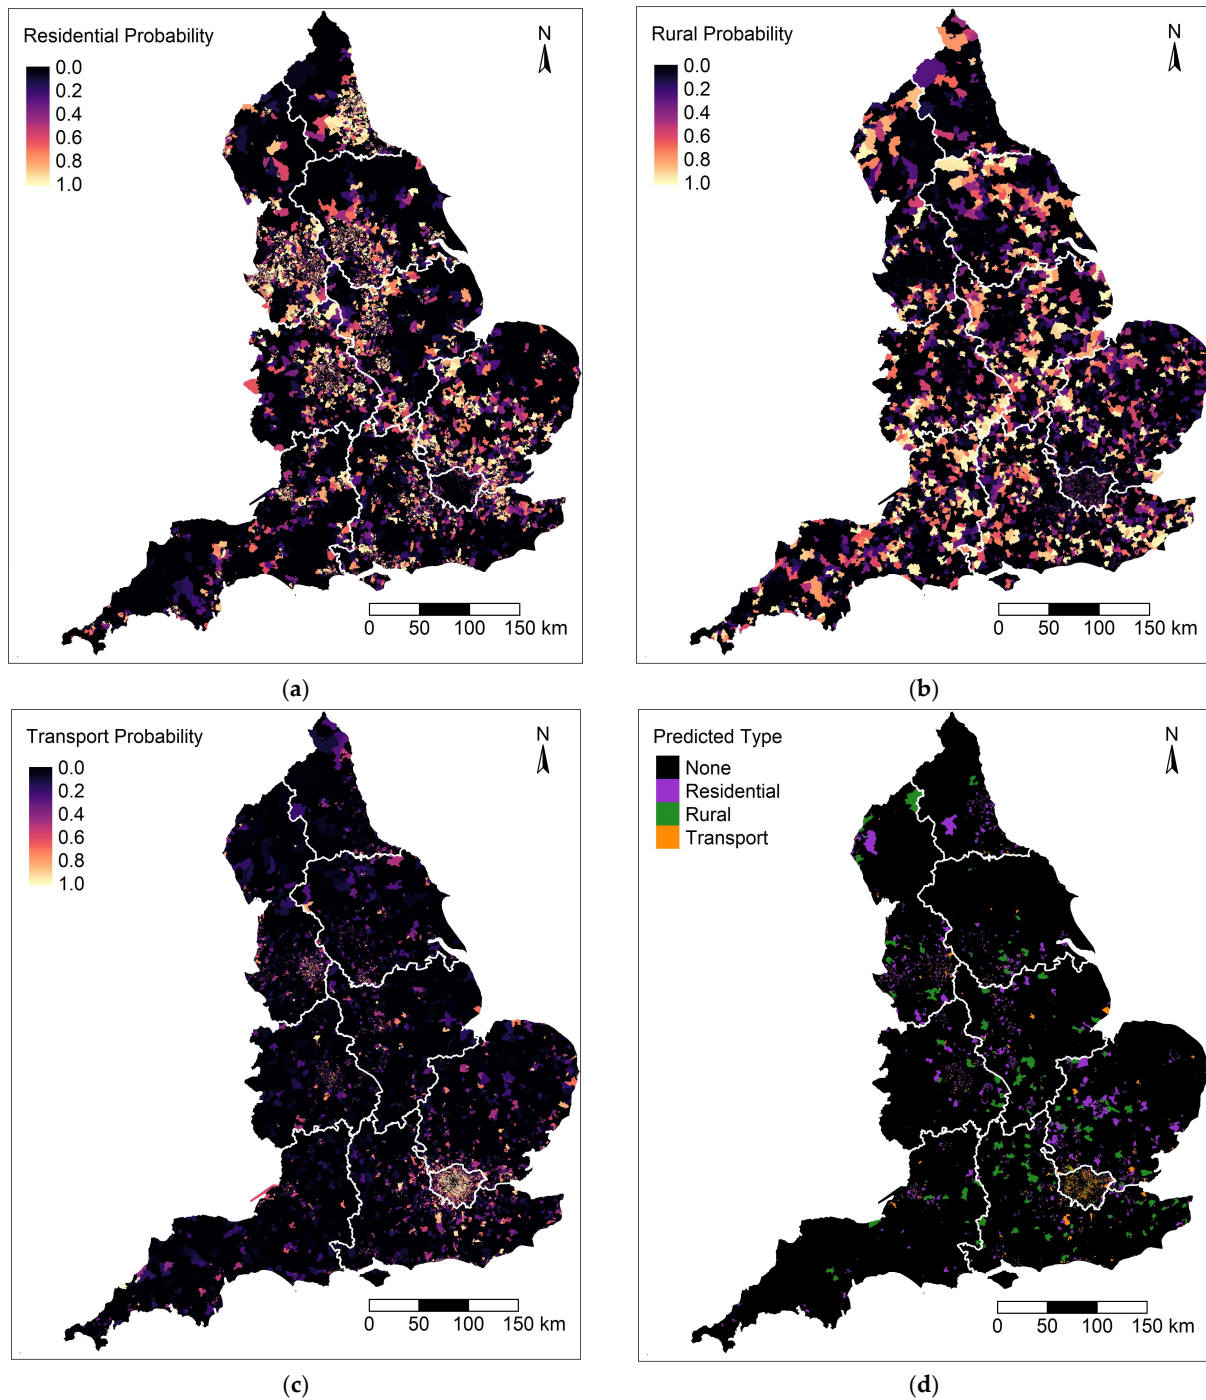 Residential Probability
N
0.0
0.2
0.4
0.6
0.8
1.0
0 50 100 150 km
(a)
Rural Probability
N
0.0
0.2
0.4
0.6
0.8
1.0
0 50 100 150 km
(b)
Transport Probability
N
0.0
0.2
0.4
0.6
0.8
1.0
0 50 100 150 km
(c)
Predicted Type
N
None
Residential
Rural
Transport
0 50 100 150 km
(d)